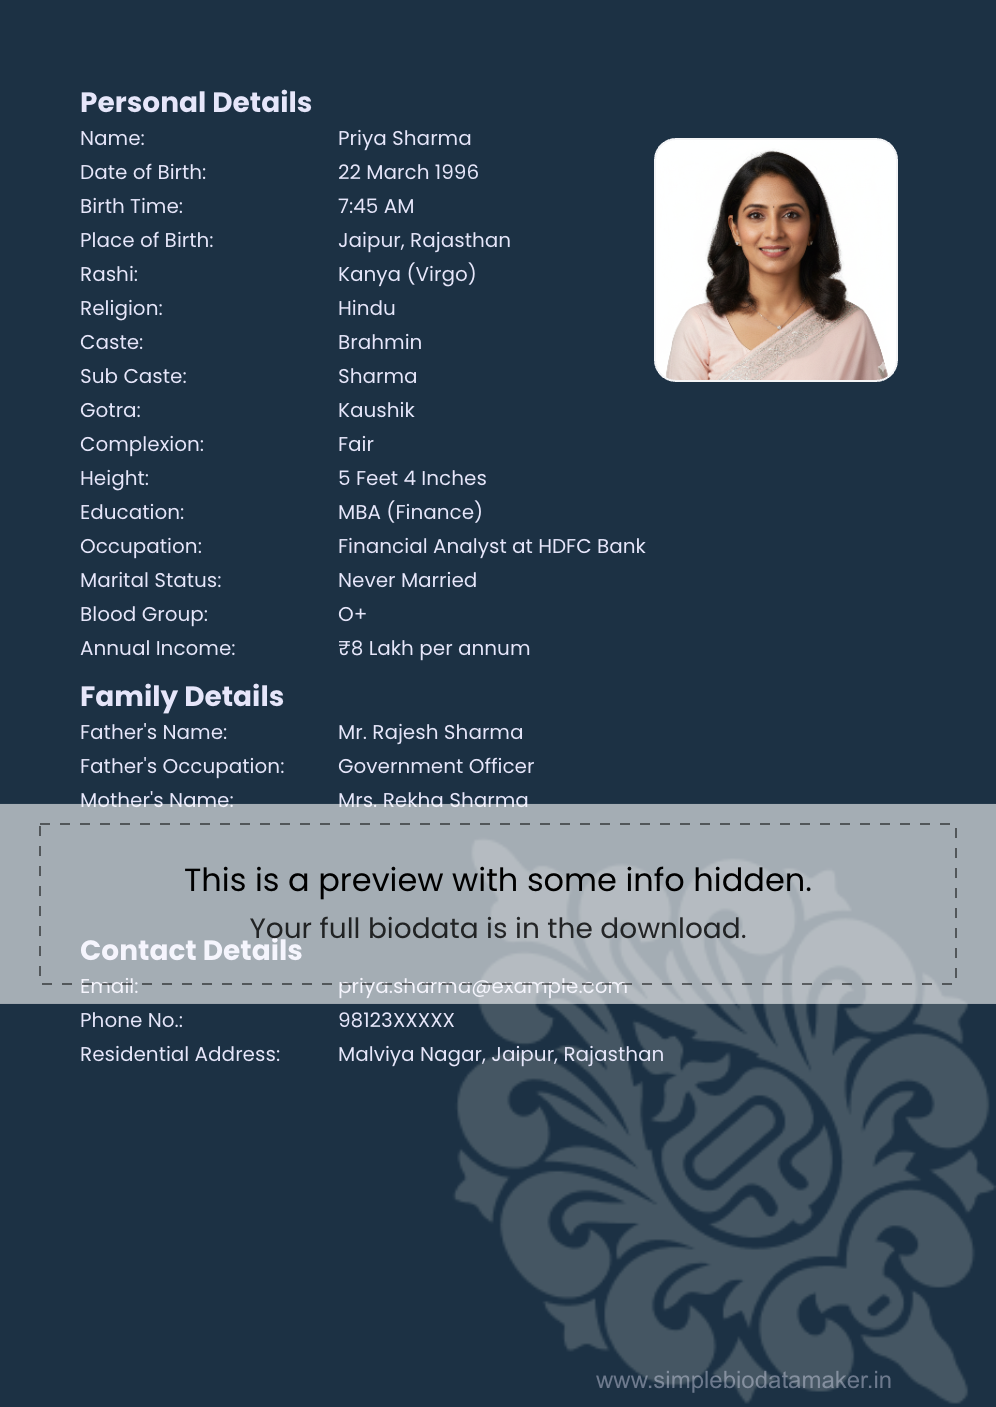 Personal Details
Name: Priya Sharma
Date of Birth: 22 March 1996
Birth Time: 7:45 AM
Place of Birth: Jaipur, Rajasthan
Rashi: Kanya (Virgo)
Religion: Hindu
Caste: Brahmin
Sub Caste: Sharma
Gotra: Kaushik
Complexion: Fair
Height: 5 Feet 4 Inches
Education: MBA (Finance)
Occupation: Financial Analyst at HDFC Bank
Marital Status: Never Married
Blood Group: O+
Annual Income: ₹8 Lakh per annum
Family Details
Father's Name: Mr. Rajesh Sharma
Father's Occupation: Government Officer
Mother's Name: Mrs. Rekha Sharma
This is a preview with some info hidden.
Your full biodata is in the download.
Contact Details
Email: priya.sharma@example.com
Phone No.: 98123XXXXX
Residential Address: Malviya Nagar, Jaipur, Rajasthan
www.simplebiodatamaker.in